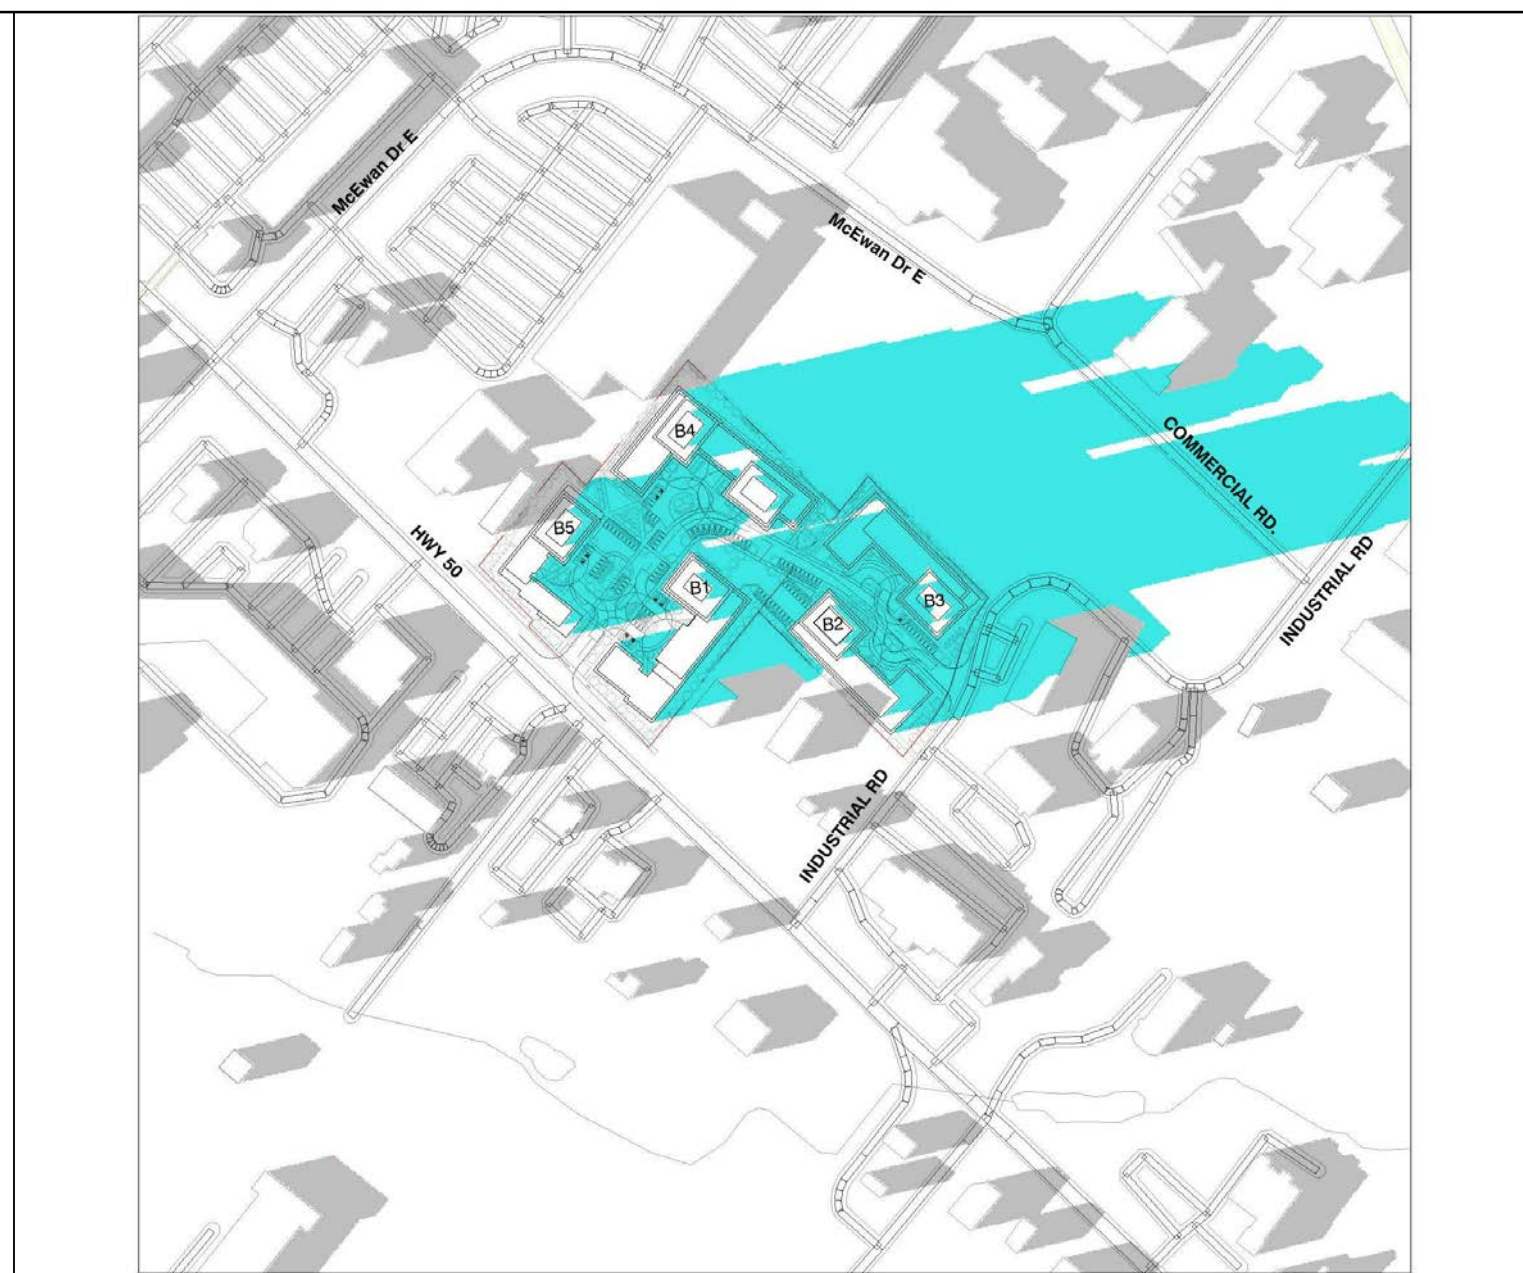 McEwan Dr E
McEwan Dr E
B4
COMMERCIAL RD.
B5
HWY 50
B1
B3
B2
INDUSTRIAL RD
INDUSTRIAL RD